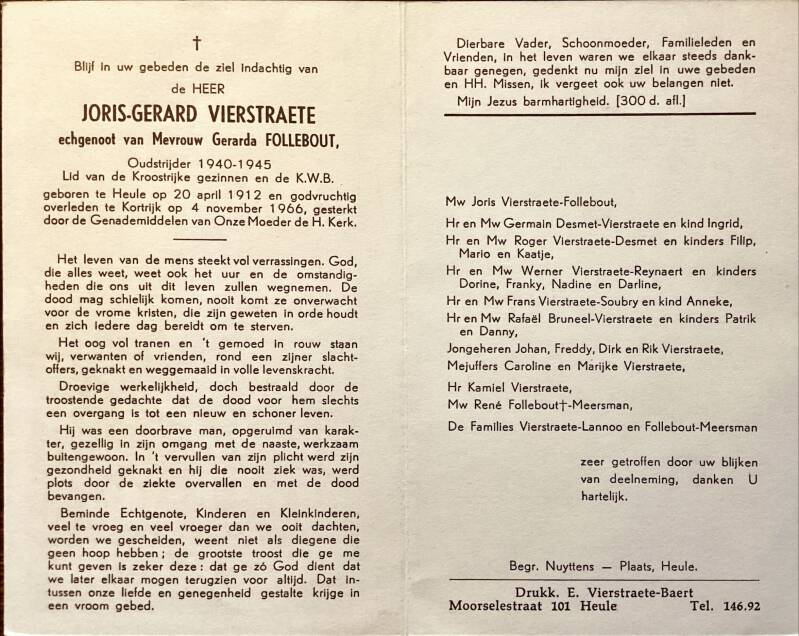 †
Blijf in uw gebeden de ziel indachtig van
de HEER
JORIS-GERARD VIERSTRAETE
echgenoot van Mevrouw Gerarda FOLLEBOUT,
Oudstrijder 1940-1945
Lid van de Kroostrijke gezinnen en de K.W.B.
geboren te Heule op 20 april 1912 en godvruchtig
overleden te Kortrijk op 4 november 1966, gesterkt
door de Genademiddelen van Onze Moeder de H. Kerk.
Het leven van de mens steekt vol verrassingen. God,
die alles weet, weet ook het uur en de omstandig-
heden die ons uit dit leven zullen wegnemen. De
dood mag schielijk komen, nooit komt ze onverwacht
voor de vrome kristen, die zijn geweten in orde houdt
en zich iedere dag bereidt om te sterven.
Het oog vol tranen en 't gemoed in rouw staan
wij, verwanten of vrienden, rond een zijner slacht-
offers, geknakt en weggemaaid in volle levenskracht.
Droevige werkelijkheid, doch bestraald door de
troostende gedachte dat de dood voor hem slechts
een overgang is tot een nieuw en schoner leven.
Hij was een doorbrave man, opgeruimd van karak-
ter, gezellig in zijn omgang met de naaste, werkzaam
buitengewoon. In 't vervullen van zijn plicht werd zijn
gezondheid geknakt en hij die nooit ziek was, werd
plots door de ziekte overvallen en met de dood
bevangen.
Beminde Echtgenote, Kinderen en Kleinkinderen,
veel te vroeg en veel vroeger dan we ooit dachten,
worden we gescheiden, weent niet als diegene die
geen hoop hebben ; de grootste troost die ge me
kunt geven is zeker deze : dat ge zó God dient dat
we later elkaar mogen terugzien voor altijd. Dat in-
tussen onze liefde en genegenheid gestalte krijge in
een vroom gebed.
Dierbare Vader, Schoonmoeder, Familieleden en
Vrienden, in het leven waren we elkaar steeds dank-
baar genegen, gedenkt nu mijn ziel in uwe gebeden
en HH. Missen, ik vergeet ook uw belangen niet.
Mijn Jezus barmhartigheid. [300 d. afl.]
Mw Joris Vierstraete-Follebout,
Hr en Mw Germain Desmet-Vierstraete en kind Ingrid,
Hr en Mw Roger Vierstraete-Desmet en kinders Filip,
Mario en Kaatje,
Hr en Mw Werner Vierstraete-Reynaert en kinders
Dorine, Franky, Nadine en Darline,
Hr en Mw Frans Vierstraete-Soubry en kind Anneke,
Hr en Mw Rafaël Bruneel-Vierstraete en kinders Patrik
en Danny,
Jongeheren Johan, Freddy, Dirk en Rik Vierstraete,
Mejuffers Caroline en Marijke Vierstraete,
Hr Kamiel Vierstraete,
Mw René Follebout†-Meersman,
De Families Vierstraete-Lannoo en Follebout-Meersman
zeer getroffen door uw blijken
van deelneming, danken U
hartelijk.
Begr. Nuyttens — Plaats, Heule.
Drukk. E. Vierstraete-Baert
Moorselestraat 101 Heule Tel. 146.92